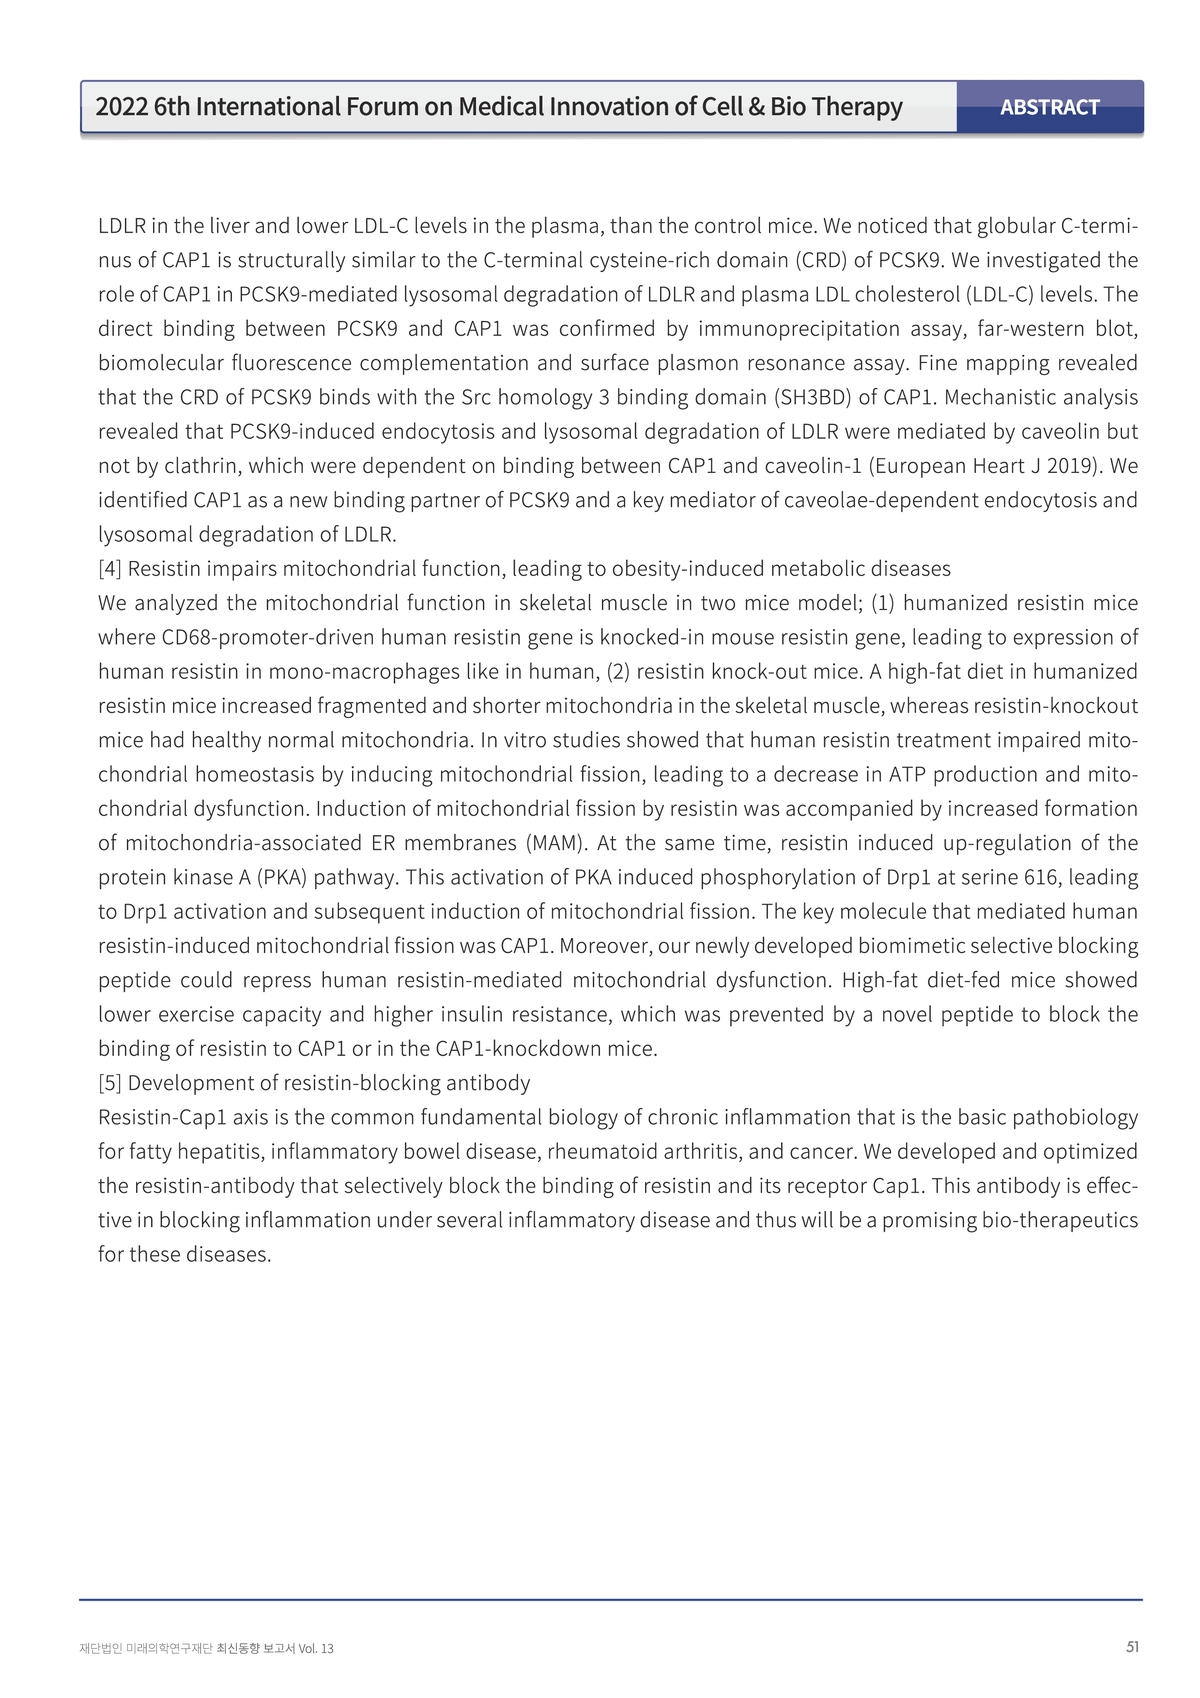 2022 6th International Forum on Medical Innovation of Cell & Bio Therapy
ABSTRACT
LDLR in the liver and lower LDL-C levels in the plasma, than the control mice. We noticed that globular C-termi-
nus of CAP1 is structurally similar to the C-terminal cysteine-rich domain (CRD) of PCSK9. We investigated the
role of CAP1 in PCSK9-mediated lysosomal degradation of LDLR and plasma LDL cholesterol (LDL-C) levels. The
direct binding between PCSK9 and CAP1 was confirmed by immunoprecipitation assay, far-western blot,
biomolecular fluorescence complementation and surface plasmon resonance assay. Fine mapping revealed
that the CRD of PCSK9 binds with the Src homology 3 binding domain (SH3BD) of CAP1. Mechanistic analysis
revealed that PCSK9-induced endocytosis and lysosomal degradation of LDLR were mediated by caveolin but
not by clathrin, which were dependent on binding between CAP1 and caveolin-1 (European Heart J 2019). We
identified CAP1 as a new binding partner of PCSK9 and a key mediator of caveolae-dependent endocytosis and
lysosomal degradation of LDLR.
[4] Resistin impairs mitochondrial function, leading to obesity-induced metabolic diseases
We analyzed the mitochondrial function in skeletal muscle in two mice model; (1) humanized resistin mice
where CD68-promoter-driven human resistin gene is knocked-in mouse resistin gene, leading to expression of
human resistin in mono-macrophages like in human, (2) resistin knock-out mice. A high-fat diet in humanized
resistin mice increased fragmented and shorter mitochondria in the skeletal muscle, whereas resistin-knockout
mice had healthy normal mitochondria. In vitro studies showed that human resistin treatment impaired mito-
chondrial homeostasis by inducing mitochondrial fission, leading to a decrease in ATP production and mito-
chondrial dysfunction. Induction of mitochondrial fission by resistin was accompanied by increased formation
of mitochondria-associated ER membranes (MAM). At the same time, resistin induced up-regulation of the
protein kinase A (PKA) pathway. This activation of PKA induced phosphorylation of Drp1 at serine 616, leading
to Drp1 activation and subsequent induction of mitochondrial fission. The key molecule that mediated human
resistin-induced mitochondrial fission was CAP1. Moreover, our newly developed biomimetic selective blocking
peptide could repress human resistin-mediated mitochondrial dysfunction. High-fat diet-fed mice showed
lower exercise capacity and higher insulin resistance, which was prevented by a novel peptide to block the
binding of resistin to CAP1 or in the CAP1-knockdown mice.
[5] Development of resistin-blocking antibody
Resistin-Cap1 axis is the common fundamental biology of chronic inflammation that is the basic pathobiology
for fatty hepatitis, inflammatory bowel disease, rheumatoid arthritis, and cancer. We developed and optimized
the resistin-antibody that selectively block the binding of resistin and its receptor Cap1. This antibody is effec-
tive in blocking inflammation under several inflammatory disease and thus will be a promising bio-therapeutics
for these diseases.
재단법인 미래의학연구재단 최신동향 보고서 Vol. 13
51